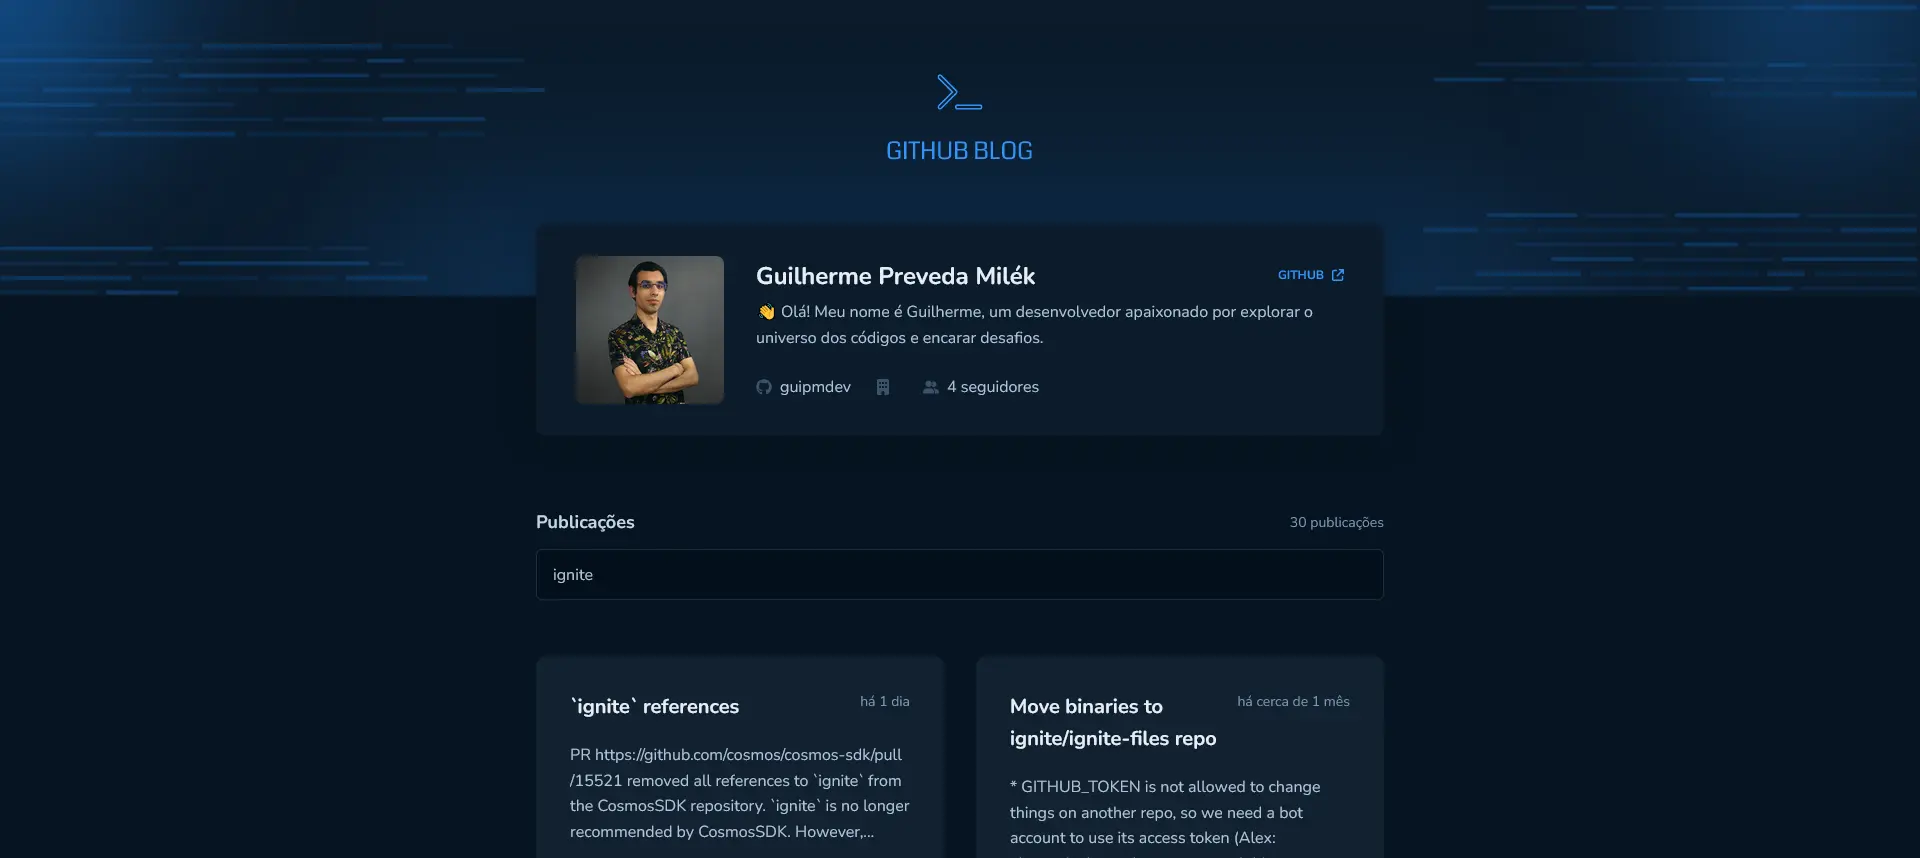 GITHUB BLOG
Guilherme Preveda Milék
GITHUB
👋 Olá! Meu nome é Guilherme, um desenvolvedor apaixonado por explorar o
universo dos códigos e encarar desafios.
guipmdev
4 seguidores
Publicações
30 publicações
ignite
`ignite` references
há 1 dia
PR https://github.com/cosmos/cosmos-sdk/pull
/15521 removed all references to `ignite` from
the CosmosSDK repository. `ignite` is no longer
recommended by CosmosSDK. However,...
Move binaries to
ignite/ignite-files repo
há cerca de 1 mês
* GITHUB_TOKEN is not allowed to change
things on another repo, so we need a bot
account to use its access token (Alex: